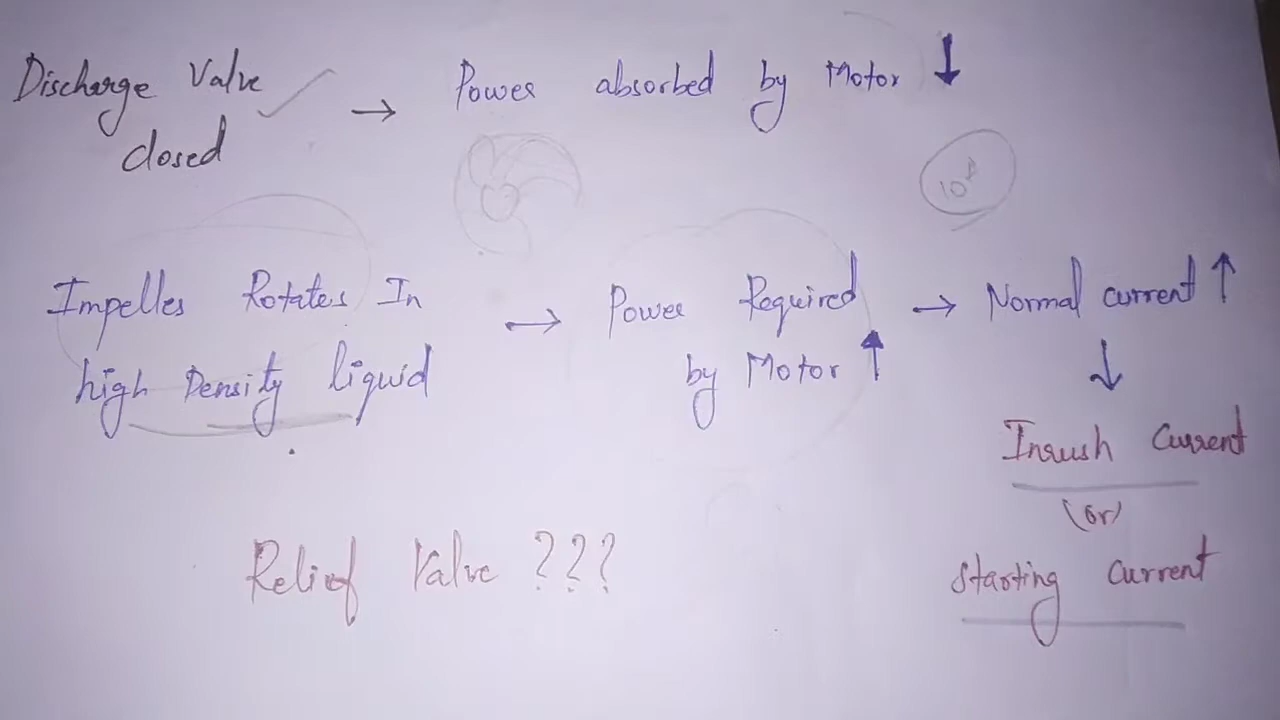 Discharge Valve → Power absorbed by Motor ↓
closed
10A
Impeller Rotates In → Power Required → Normal current ↑
high Density liquid by Motor ↑
↓
Inrush Current
(or)
Relief Valve ???
Starting Current